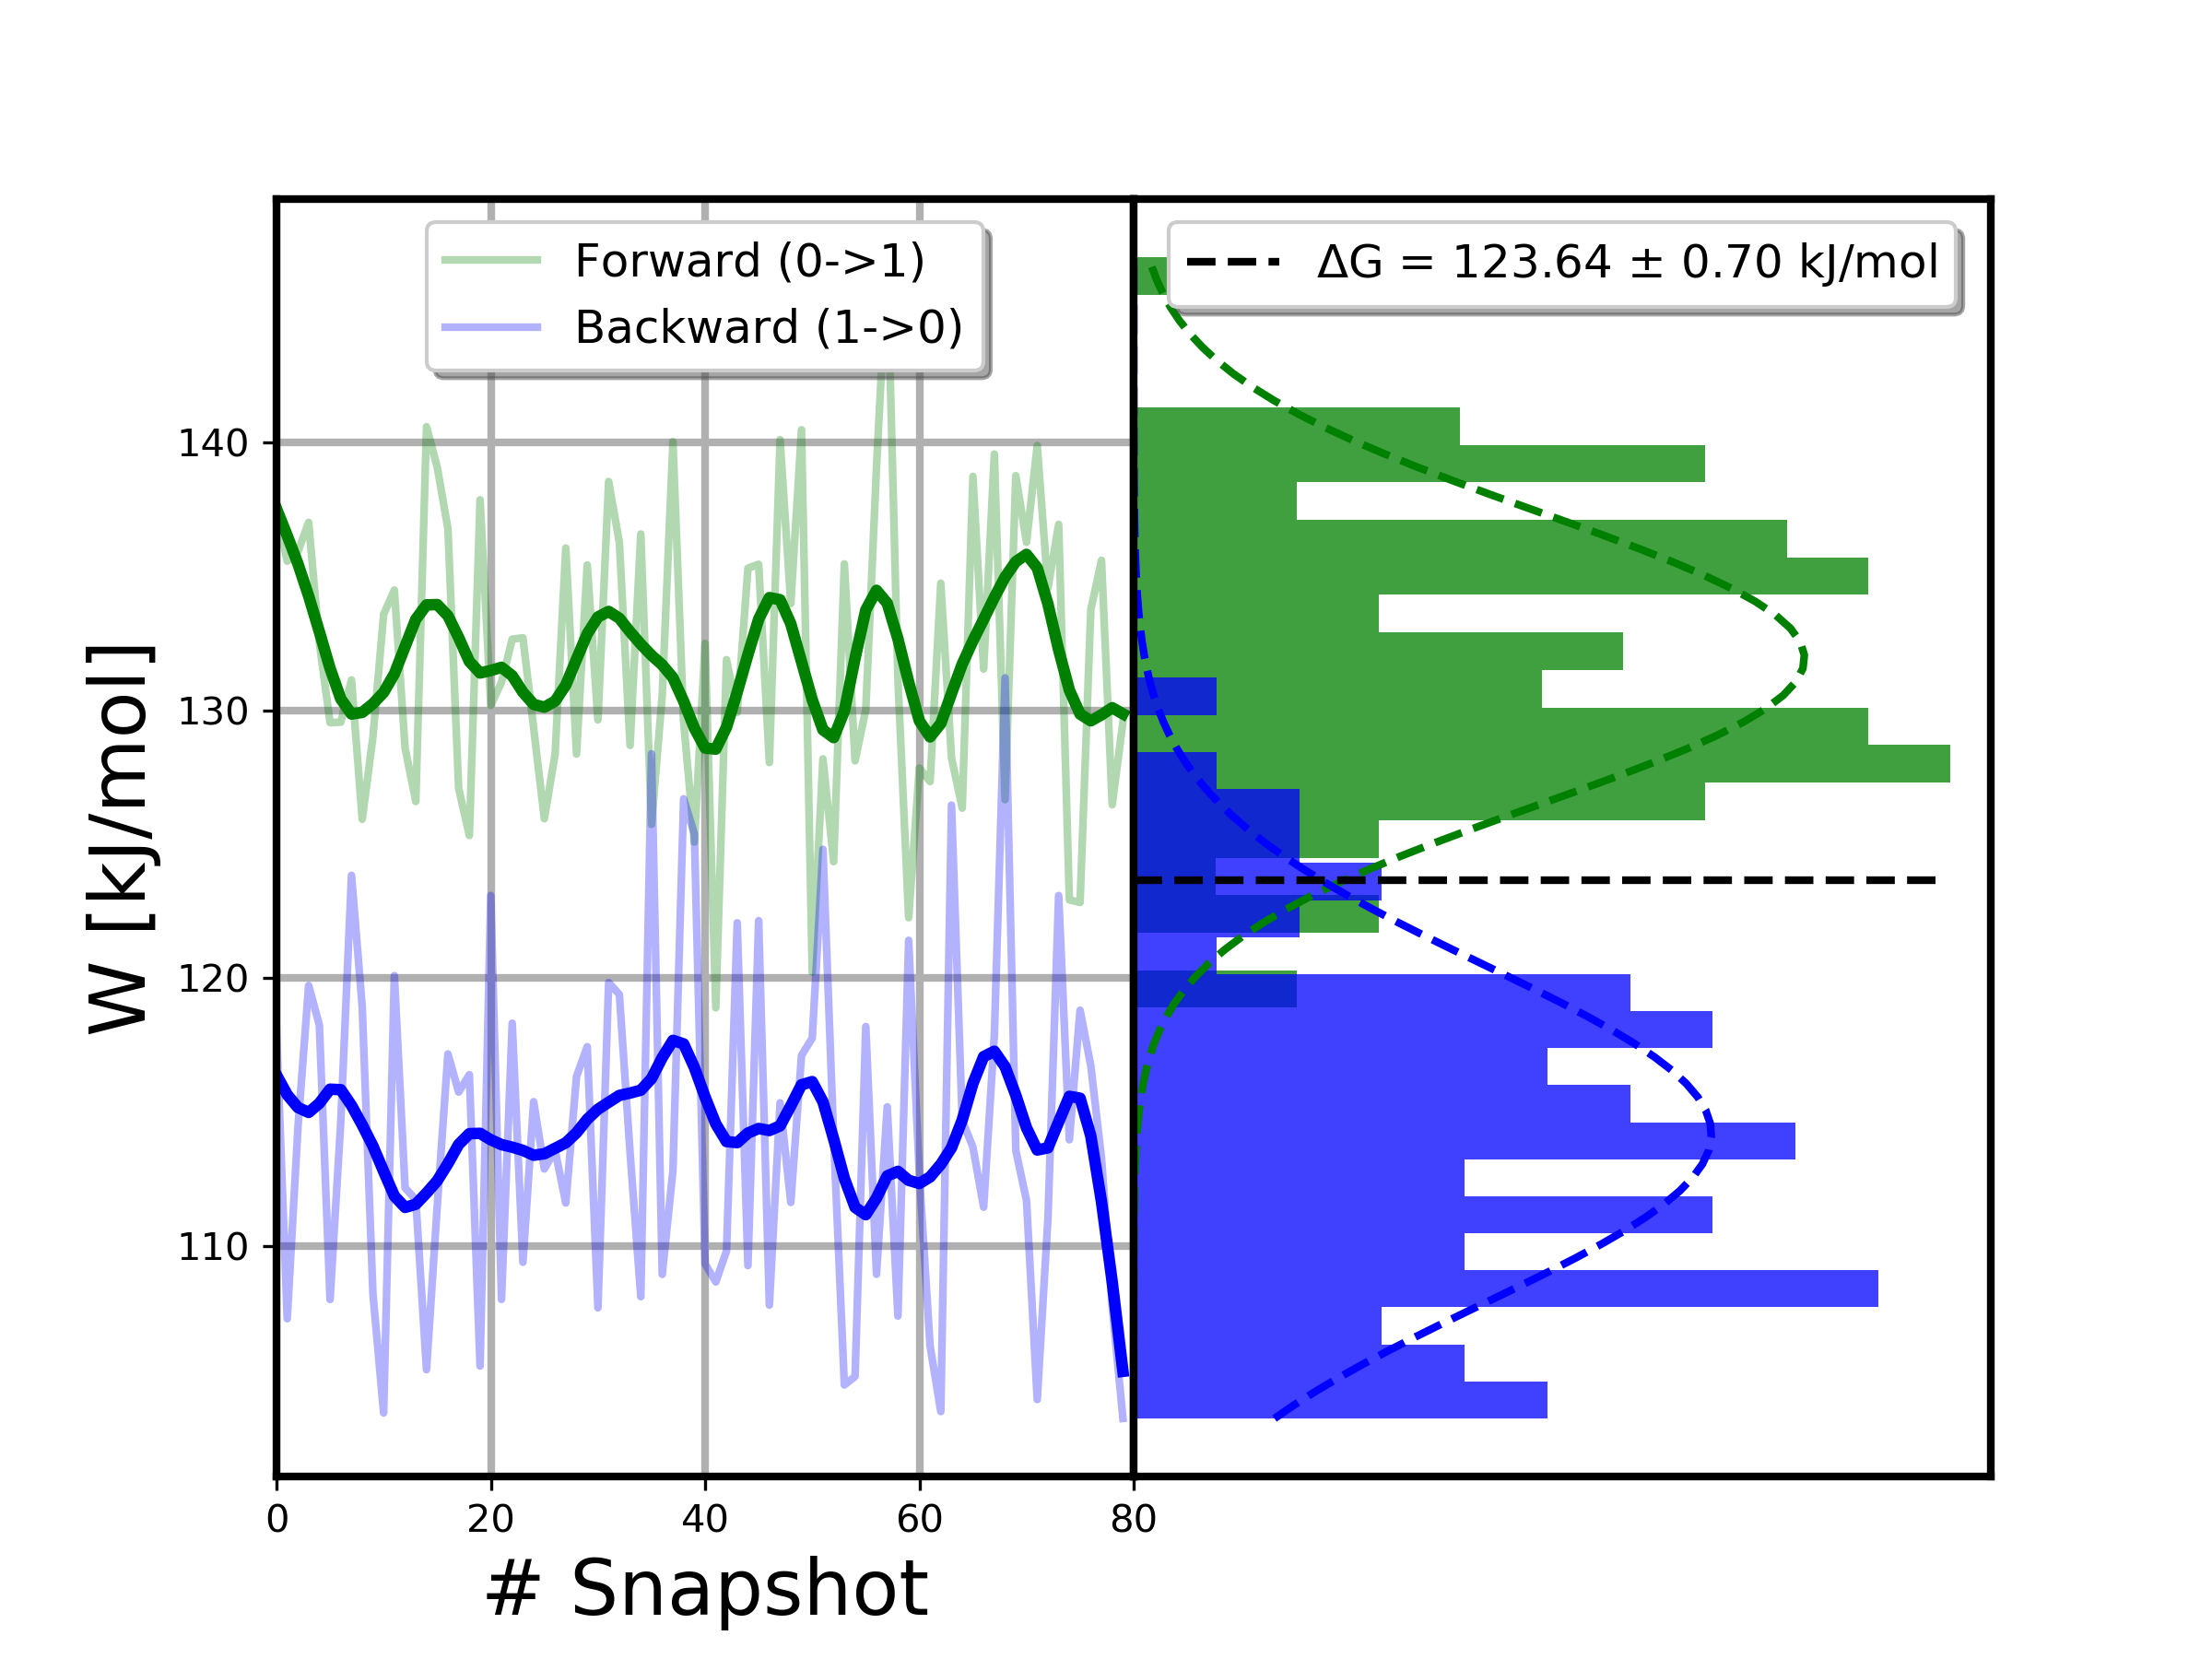 Forward (0->1)
Backward (1->0)
ΔG = 123.64 ± 0.70 kJ/mol
140
130
120
110
W [kJ/mol]
0 20 40 60 80
# Snapshot